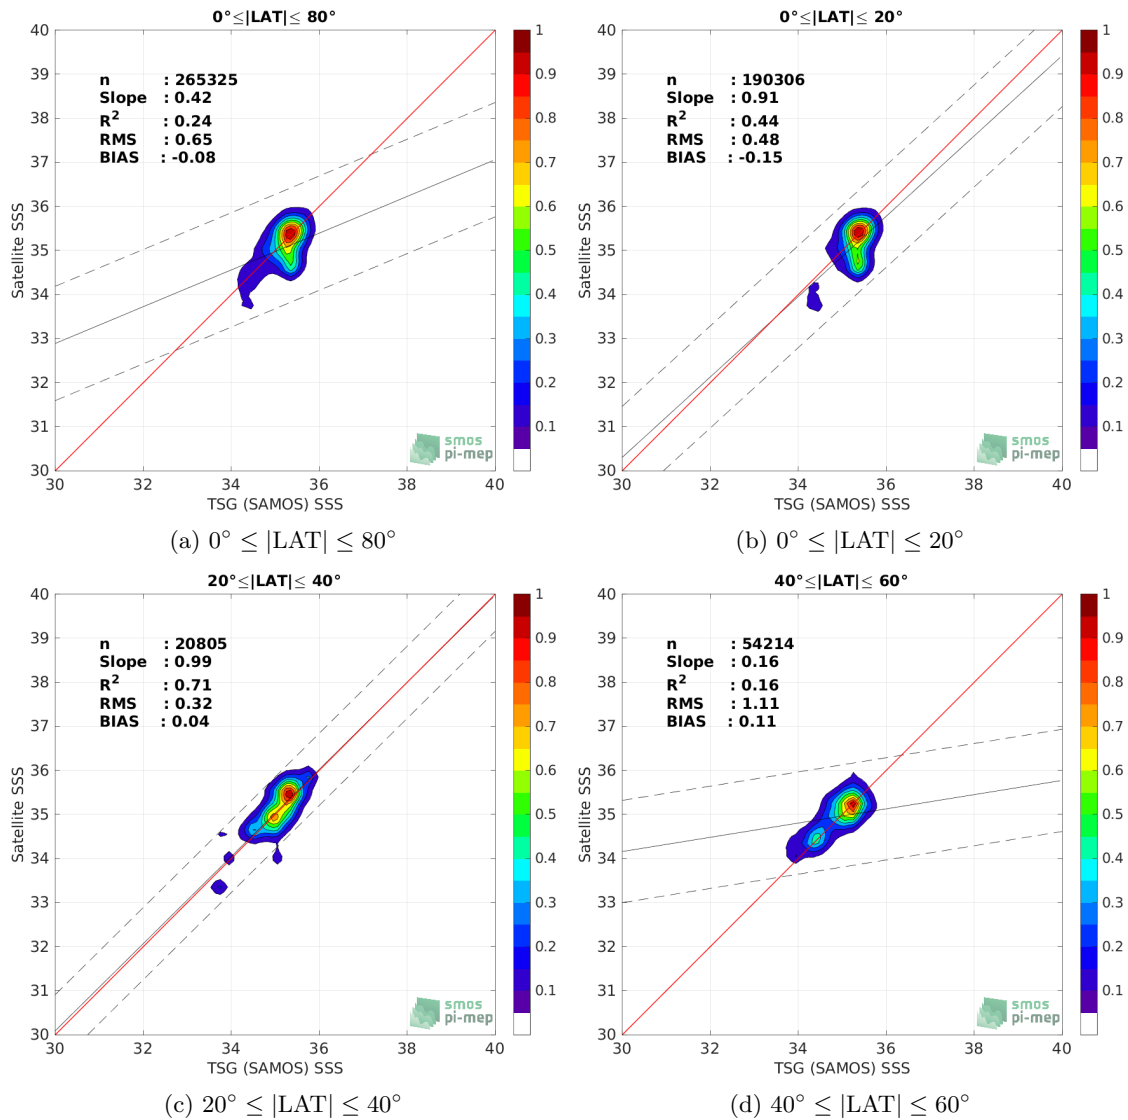 0°≤|LAT|≤ 80°
n : 265325
Slope : 0.42
R² : 0.24
RMS : 0.65
BIAS : -0.08
Satellite SSS
40
39
38
37
36
35
34
33
32
31
30
30 32 34 36 38 40
TSG (SAMOS) SSS
1
0.9
0.8
0.7
0.6
0.5
0.4
0.3
0.2
0.1
smos
pi-mep
(a) 0° ≤ |LAT| ≤ 80°
0°≤|LAT|≤ 20°
n : 190306
Slope : 0.91
R² : 0.44
RMS : 0.48
BIAS : -0.15
Satellite SSS
40
39
38
37
36
35
34
33
32
31
30
30 32 34 36 38 40
TSG (SAMOS) SSS
1
0.9
0.8
0.7
0.6
0.5
0.4
0.3
0.2
0.1
smos
pi-mep
(b) 0° ≤ |LAT| ≤ 20°
20°≤|LAT|≤ 40°
n : 20805
Slope : 0.99
R² : 0.71
RMS : 0.32
BIAS : 0.04
Satellite SSS
40
39
38
37
36
35
34
33
32
31
30
30 32 34 36 38 40
TSG (SAMOS) SSS
1
0.9
0.8
0.7
0.6
0.5
0.4
0.3
0.2
0.1
smos
pi-mep
(c) 20° ≤ |LAT| ≤ 40°
40°≤|LAT|≤ 60°
n : 54214
Slope : 0.16
R² : 0.16
RMS : 1.11
BIAS : 0.11
Satellite SSS
40
39
38
37
36
35
34
33
32
31
30
30 32 34 36 38 40
TSG (SAMOS) SSS
1
0.9
0.8
0.7
0.6
0.5
0.4
0.3
0.2
0.1
smos
pi-mep
(d) 40° ≤ |LAT| ≤ 60°